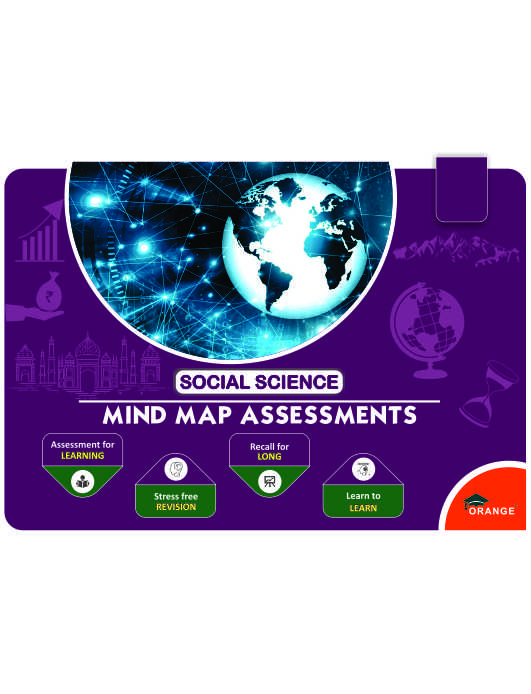 SOCIAL SCIENCE
MIND MAP ASSESSMENTS
Assessment for
LEARNING
Stress free
REVISION
Recall for
LONG
Learn to
LEARN
ORANGE
₹